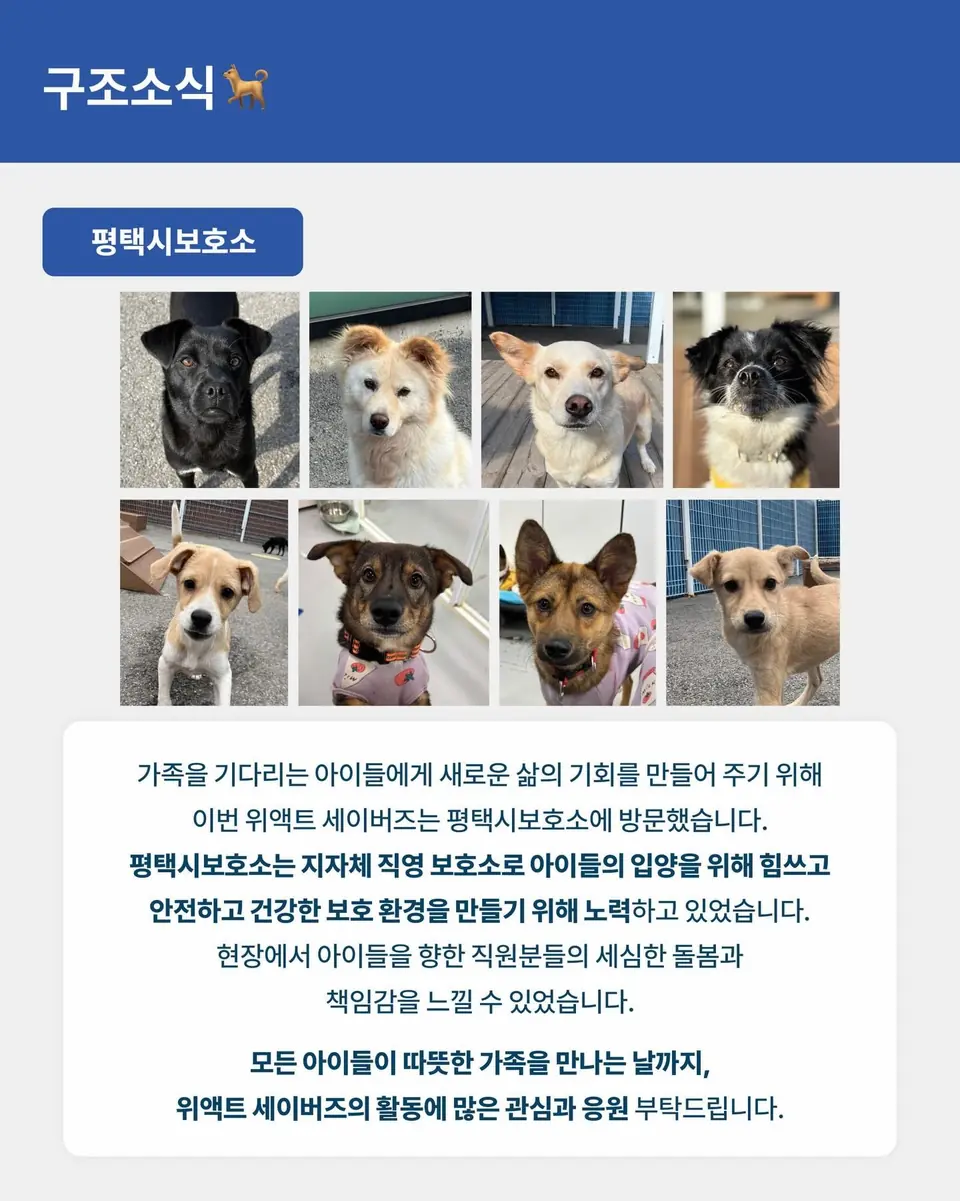 구조소식🐕
평택시보호소
가족을 기다리는 아이들에게 새로운 삶의 기회를 만들어 주기 위해
이번 위액트 세이버즈는 평택시보호소에 방문했습니다.
평택시보호소는 지자체 직영 보호소로 아이들의 입양을 위해 힘쓰고
안전하고 건강한 보호 환경을 만들기 위해 노력하고 있었습니다.
현장에서 아이들을 향한 직원분들의 세심한 돌봄과
책임감을 느낄 수 있었습니다.
모든 아이들이 따뜻한 가족을 만나는 날까지,
위액트 세이버즈의 활동에 많은 관심과 응원 부탁드립니다.